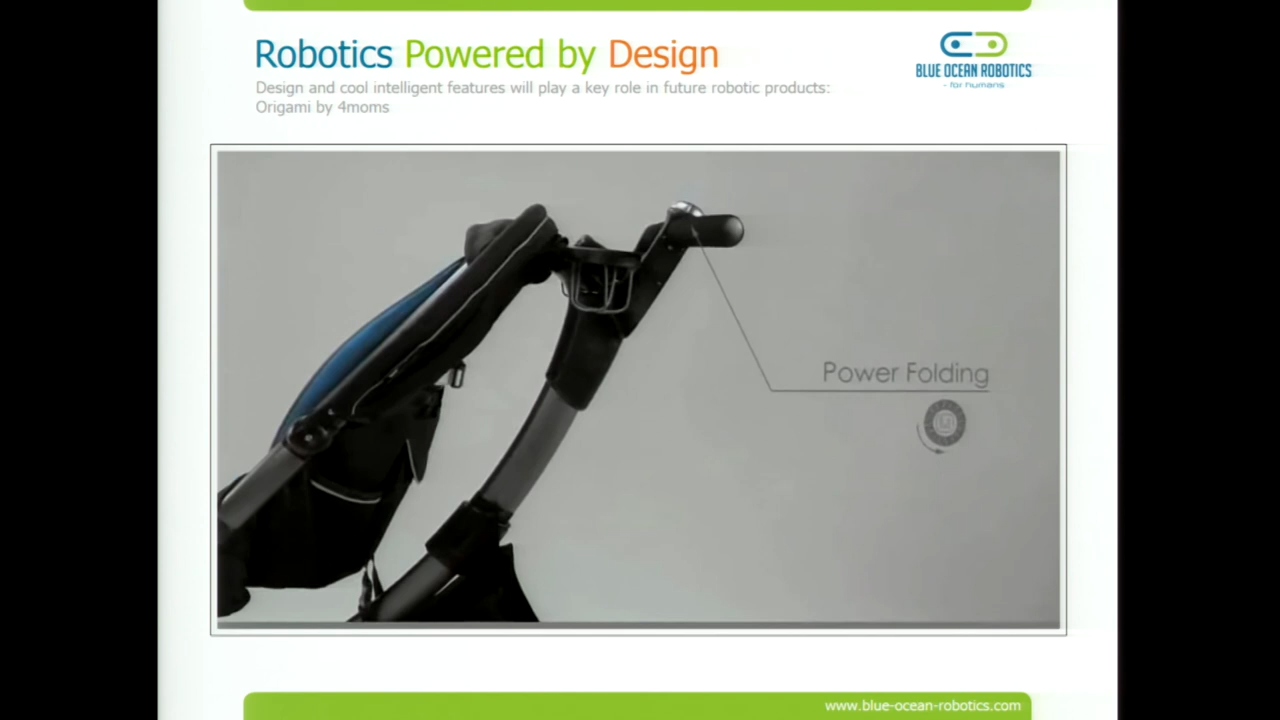 Robotics Powered by Design
Design and cool intelligent features will play a key role in future robotic products:
Origami by 4moms
BLUE OCEAN ROBOTICS
- for humans
Power Folding
www.blue-ocean-robotics.com